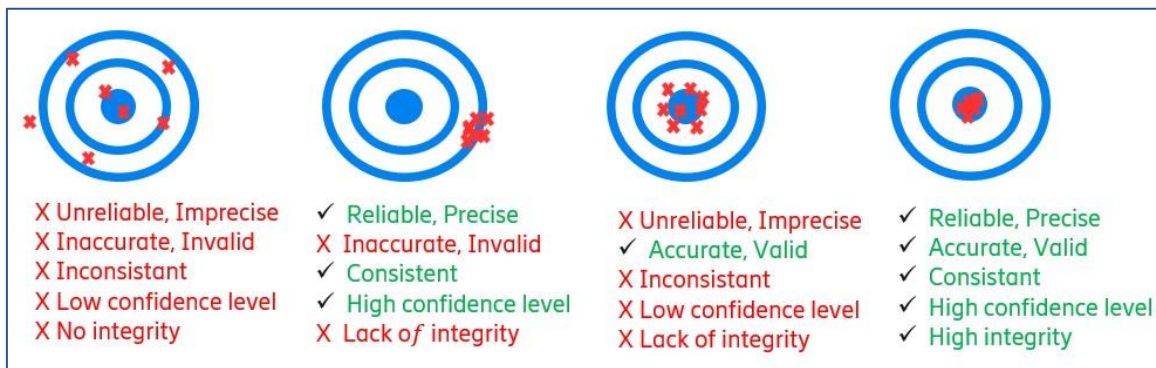 X Unreliable, Imprecise
X Inaccurate, Invalid
X Inconsistant
X Low confidence level
X No integrity
✓ Reliable, Precise
X Inaccurate, Invalid
✓ Consistent
✓ High confidence level
X Lack of integrity
X Unreliable, Imprecise
✓ Accurate, Valid
X Inconsistant
X Low confidence level
X Lack of integrity
✓ Reliable, Precise
✓ Accurate, Valid
✓ Consistant
✓ High confidence level
✓ High integrity